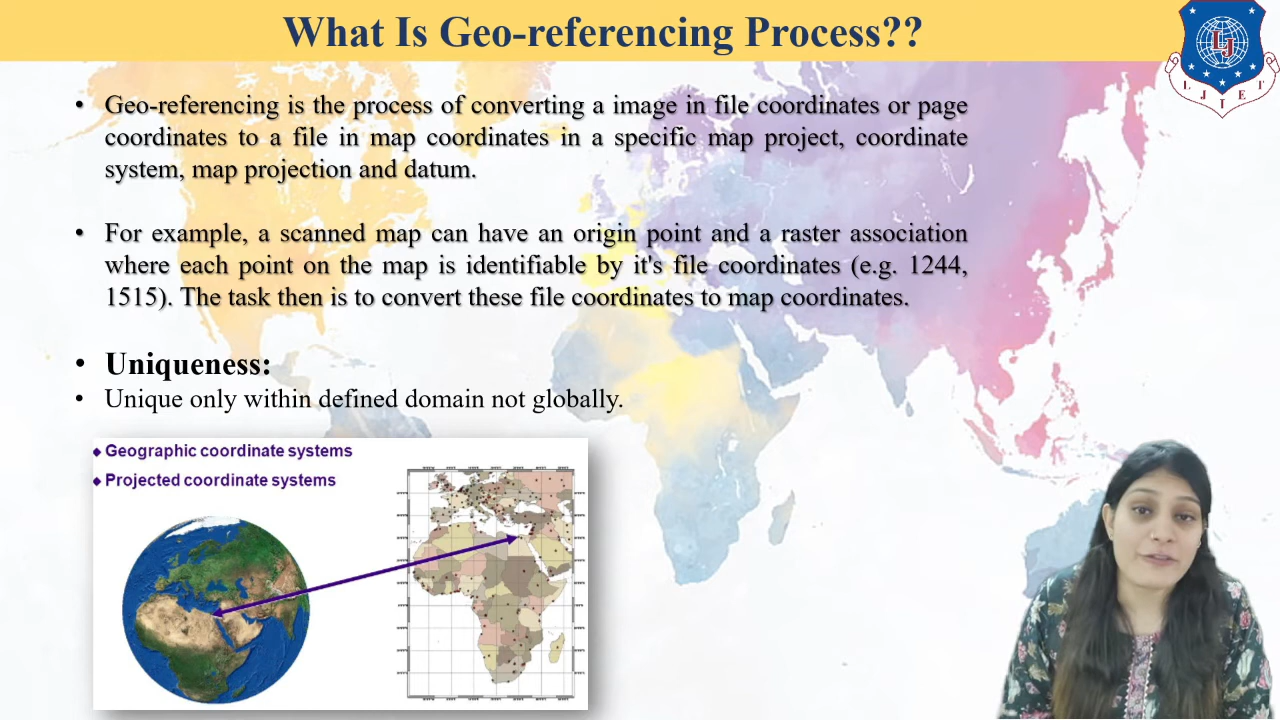 What Is Geo-referencing Process??
L J I E T
LJ
• Geo-referencing is the process of converting a image in file coordinates or page
coordinates to a file in map coordinates in a specific map project, coordinate
system, map projection and datum.
• For example, a scanned map can have an origin point and a raster association
where each point on the map is identifiable by it's file coordinates (e.g. 1244,
1515). The task then is to convert these file coordinates to map coordinates.
• Uniqueness:
• Unique only within defined domain not globally.
◆ Geographic coordinate systems
◆ Projected coordinate systems